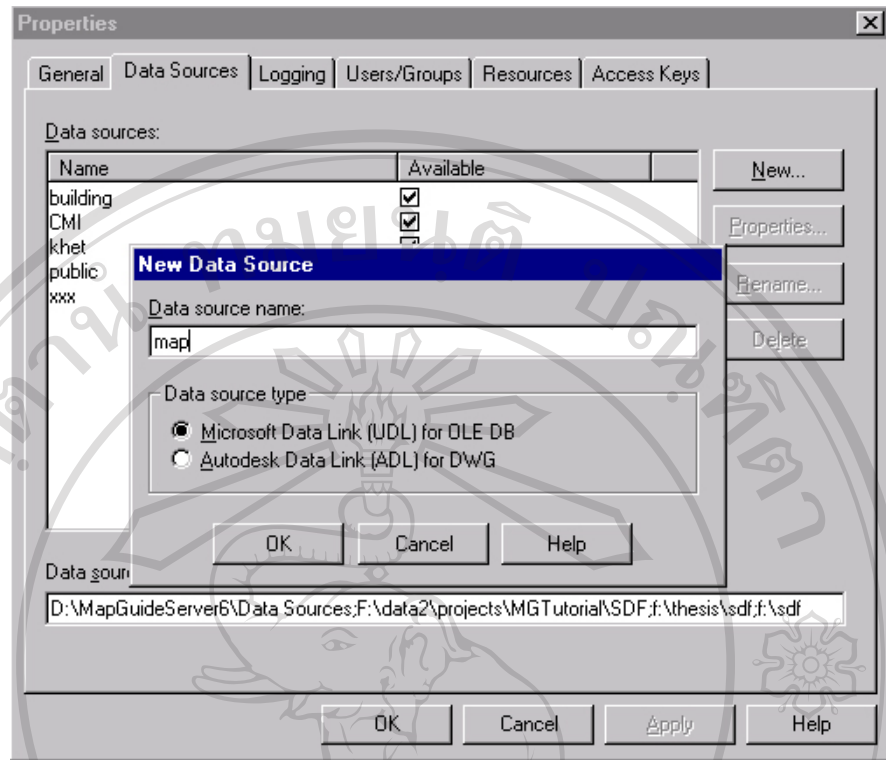 Properties
General Data Sources Logging Users/Groups Resources Access Keys
Data sources:
Name Available
building
CMI
khet
public
xxx
New...
Properties...
Rename...
Delete
New Data Source
Data source name:
map
Data source type
Microsoft Data Link (UDL) for OLE DB
Autodesk Data Link (ADL) for DWG
OK Cancel Help
Data sour
D:\MapGuideServer6\Data Sources;F:\data2\projects\MGTutorial\SDF;f:\thesis\sdf;f:\sdf
OK Cancel Apply Help